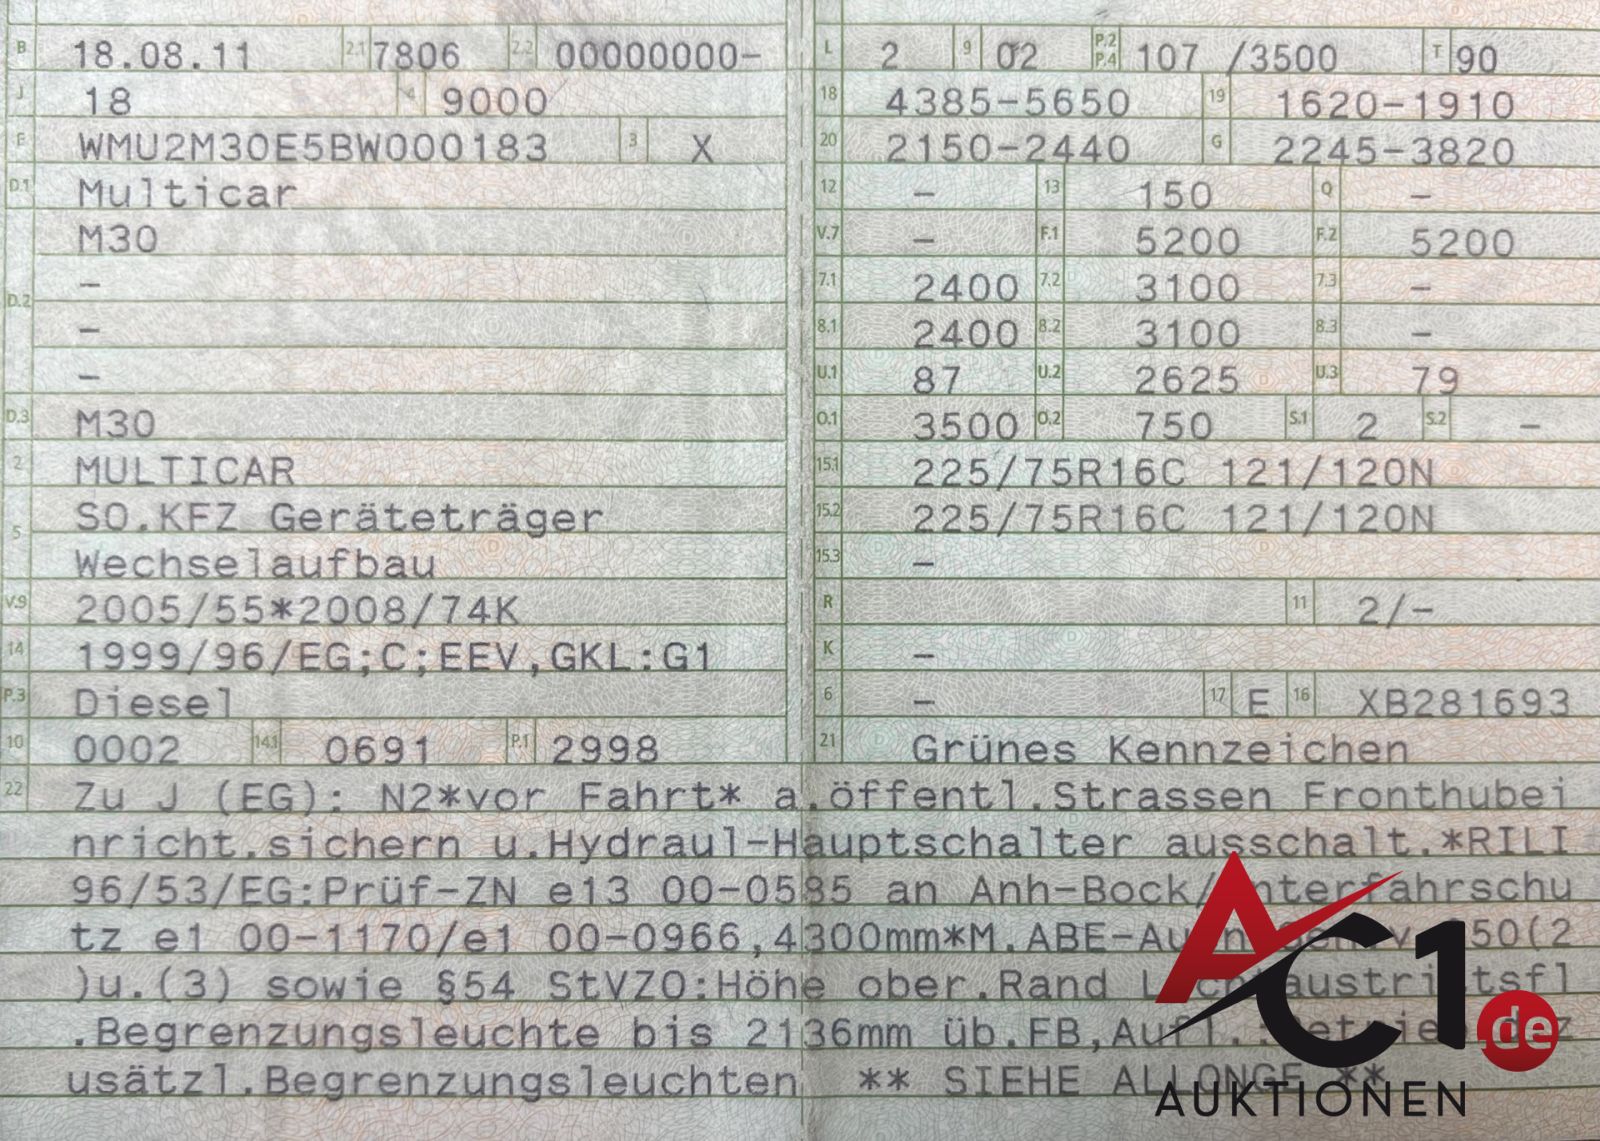 B 18.08.11 2.1 7806 2.2 00000000-
J 18 4 9000
E WMU2M30E5BW000183 3 X
D.1 Multicar
M30
-
D.2
-
-
D.3 M30
2 MULTICAR
SO.KFZ Geräteträger
5
Wechselaufbau
V.9 2005/55*2008/74K
14 1999/96/EG;C;EEV,GKL:G1
P.3 Diesel
10 0002 14.1 0691 P.1 2998
L 2 9 02 P.2 P.4 107 /3500 T 90
18 4385-5650 19 1620-1910
20 2150-2440 G 2245-3820
12 - 13 150 Q -
V.7 - F.1 5200 F.2 5200
7.1 2400 7.2 3100 7.3 -
8.1 2400 8.2 3100 8.3 -
U.1 87 U.2 2625 U.3 79
O.1 3500 O.2 750 S.1 2 S.2 -
15.1 225/75R16C 121/120N
15.2 225/75R16C 121/120N
15.3 -
R 11 2/-
K -
6 - 17 E 16 XB281693
21 Grünes Kennzeichen
22 Zu J (EG): N2*vor Fahrt* a.öffentl.Strassen Fronthubei
nricht.sichern u.Hydraul-Hauptschalter ausschalt.*RILI
96/53/EG:Prüf-ZN e13 00-0585 an Anh-Bock/ nterfahrschu
tz e1 00-1170/e1 00-0966,4300mm*M.ABE-Au v. 50(2
)u.(3) sowie §54 StVZO:Höhe ober.Rand L austrittsfl
.Begrenzungsleuchte bis 2136mm üb.FB,Aufl.: z
usätzl.Begrenzungsleuchten ** SIEHE ALLONGE **
AC1.de
AUKTIONEN